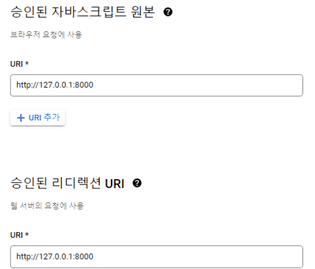 승인된 자바스크립트 원본
브라우저 요청에 사용
URI *
http://127.0.0.1:8000
+ URI 추가
승인된 리디렉션 URI
웹 서버의 요청에 사용
URI *
http://127.0.0.1:8000